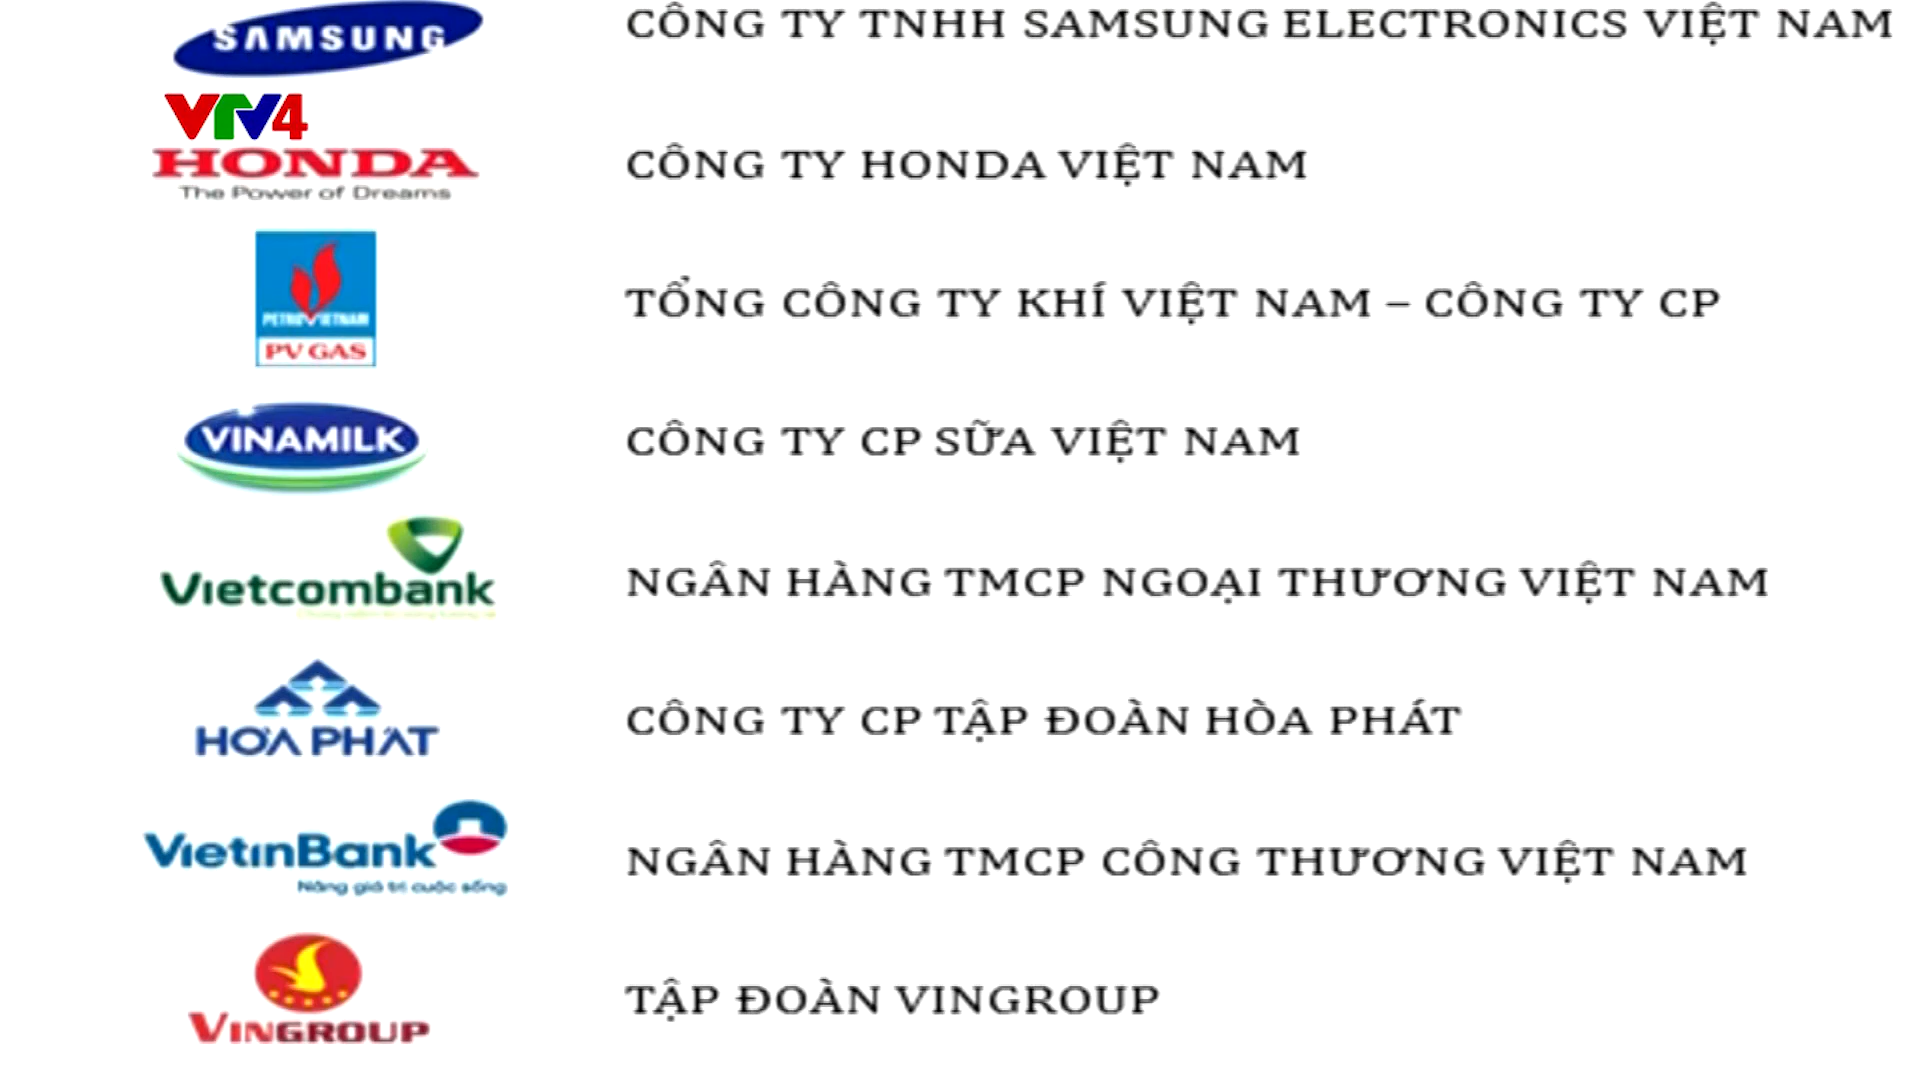 SAMSUNG
CÔNG TY TNHH SAMSUNG ELECTRONICS VIỆT NAM
VTV4
HONDA
The Power of Dreams
CÔNG TY HONDA VIỆT NAM
PETROVIETNAM
PV GAS
TỔNG CÔNG TY KHÍ VIỆT NAM – CÔNG TY CP
VINAMILK
CÔNG TY CP SỮA VIỆT NAM
Vietcombank
NGÂN HÀNG TMCP NGOẠI THƯƠNG VIỆT NAM
HÒA PHÁT
CÔNG TY CP TẬP ĐOÀN HÒA PHÁT
VietinBank
Nâng giá trị cuộc sống
NGÂN HÀNG TMCP CÔNG THƯƠNG VIỆT NAM
VINGROUP
TẬP ĐOÀN VINGROUP